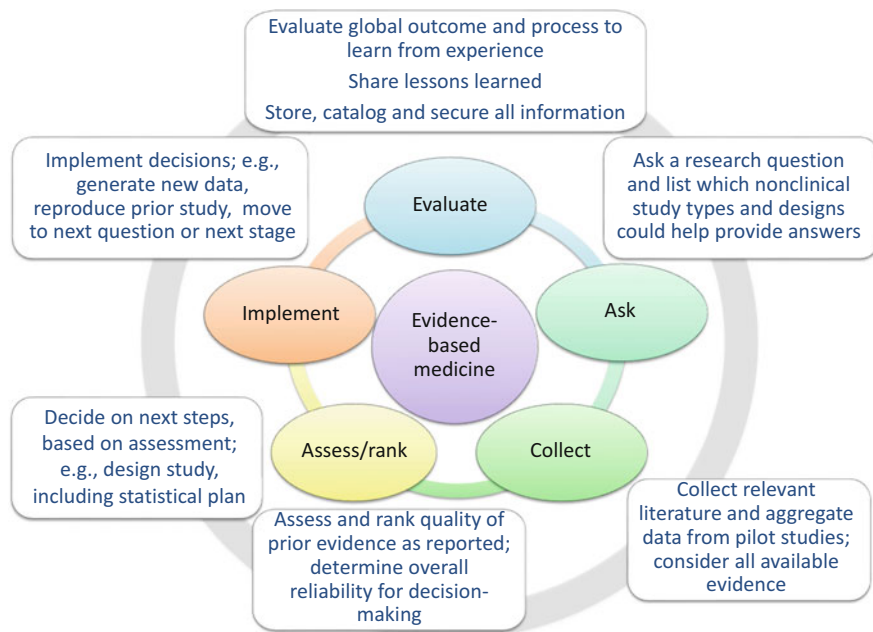 Evaluate global outcome and process to
learn from experience
Share lessons learned
Store, catalog and secure all information
Implement decisions; e.g.,
generate new data,
reproduce prior study, move
to next question or next stage
Ask a research question
and list which nonclinical
study types and designs
could help provide answers
Evaluate
Implement
Ask
Evidence-
based
medicine
Assess/rank
Collect
Decide on next steps,
based on assessment;
e.g., design study,
including statistical plan
Assess and rank quality of
prior evidence as reported;
determine overall
reliability for decision-
making
Collect relevant
literature and aggregate
data from pilot studies;
consider all available
evidence